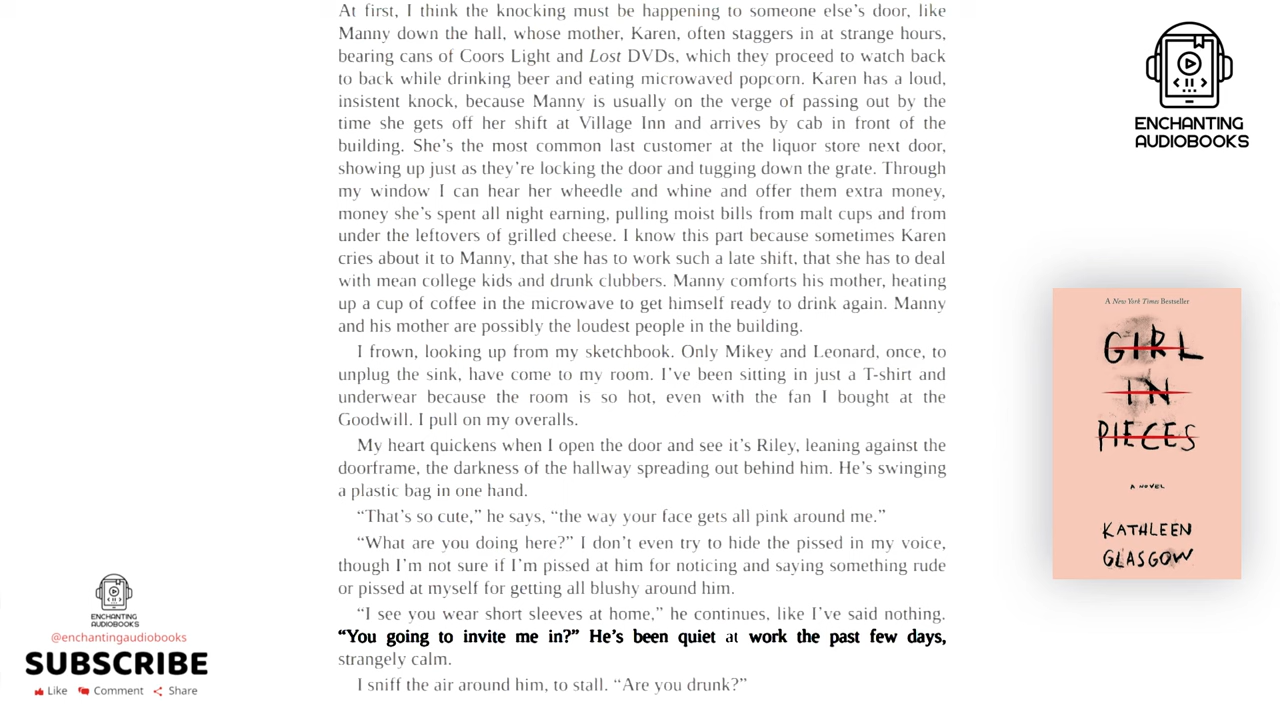 At first, I think the knocking must be happening to someone else's door, like
Manny down the hall, whose mother, Karen, often staggers in at strange hours,
bearing cans of Coors Light and Lost DVDs, which they proceed to watch back
to back while drinking beer and eating microwaved popcorn. Karen has a loud,
insistent knock, because Manny is usually on the verge of passing out by the
time she gets off her shift at Village Inn and arrives by cab in front of the
building. She's the most common last customer at the liquor store next door,
showing up just as they're locking the door and tugging down the grate. Through
my window I can hear her wheedle and whine and offer them extra money,
money she's spent all night earning, pulling moist bills from malt cups and from
under the leftovers of grilled cheese. I know this part because sometimes Karen
cries about it to Manny, that she has to work such a late shift, that she has to deal
with mean college kids and drunk clubbers. Manny comforts his mother, heating
up a cup of coffee in the microwave to get himself ready to drink again. Manny
and his mother are possibly the loudest people in the building.
I frown, looking up from my sketchbook. Only Mikey and Leonard, once, to
unplug the sink, have come to my room. I've been sitting in just a T-shirt and
underwear because the room is so hot, even with the fan I bought at the
Goodwill. I pull on my overalls.
My heart quickens when I open the door and see it's Riley, leaning against the
doorframe, the darkness of the hallway spreading out behind him. He's swinging
a plastic bag in one hand.
“That's so cute,” he says, “the way your face gets all pink around me.”
“What are you doing here?” I don't even try to hide the pissed in my voice,
though I'm not sure if I'm pissed at him for noticing and saying something rude
or pissed at myself for getting all blushy around him.
“I see you wear short sleeves at home,” he continues, like I've said nothing.
“You going to invite me in?” He's been quiet at work the past few days,
strangely calm.
I sniff the air around him, to stall. “Are you drunk?”
ENCHANTING
AUDIOBOOKS
A New York Times Bestseller
GIRL
IN
PIECES
A NOVEL
KATHLEEN
GLASGOW
ENCHANTING
AUDIOBOOKS
@enchantingaudiobooks
SUBSCRIBE
Like Comment Share